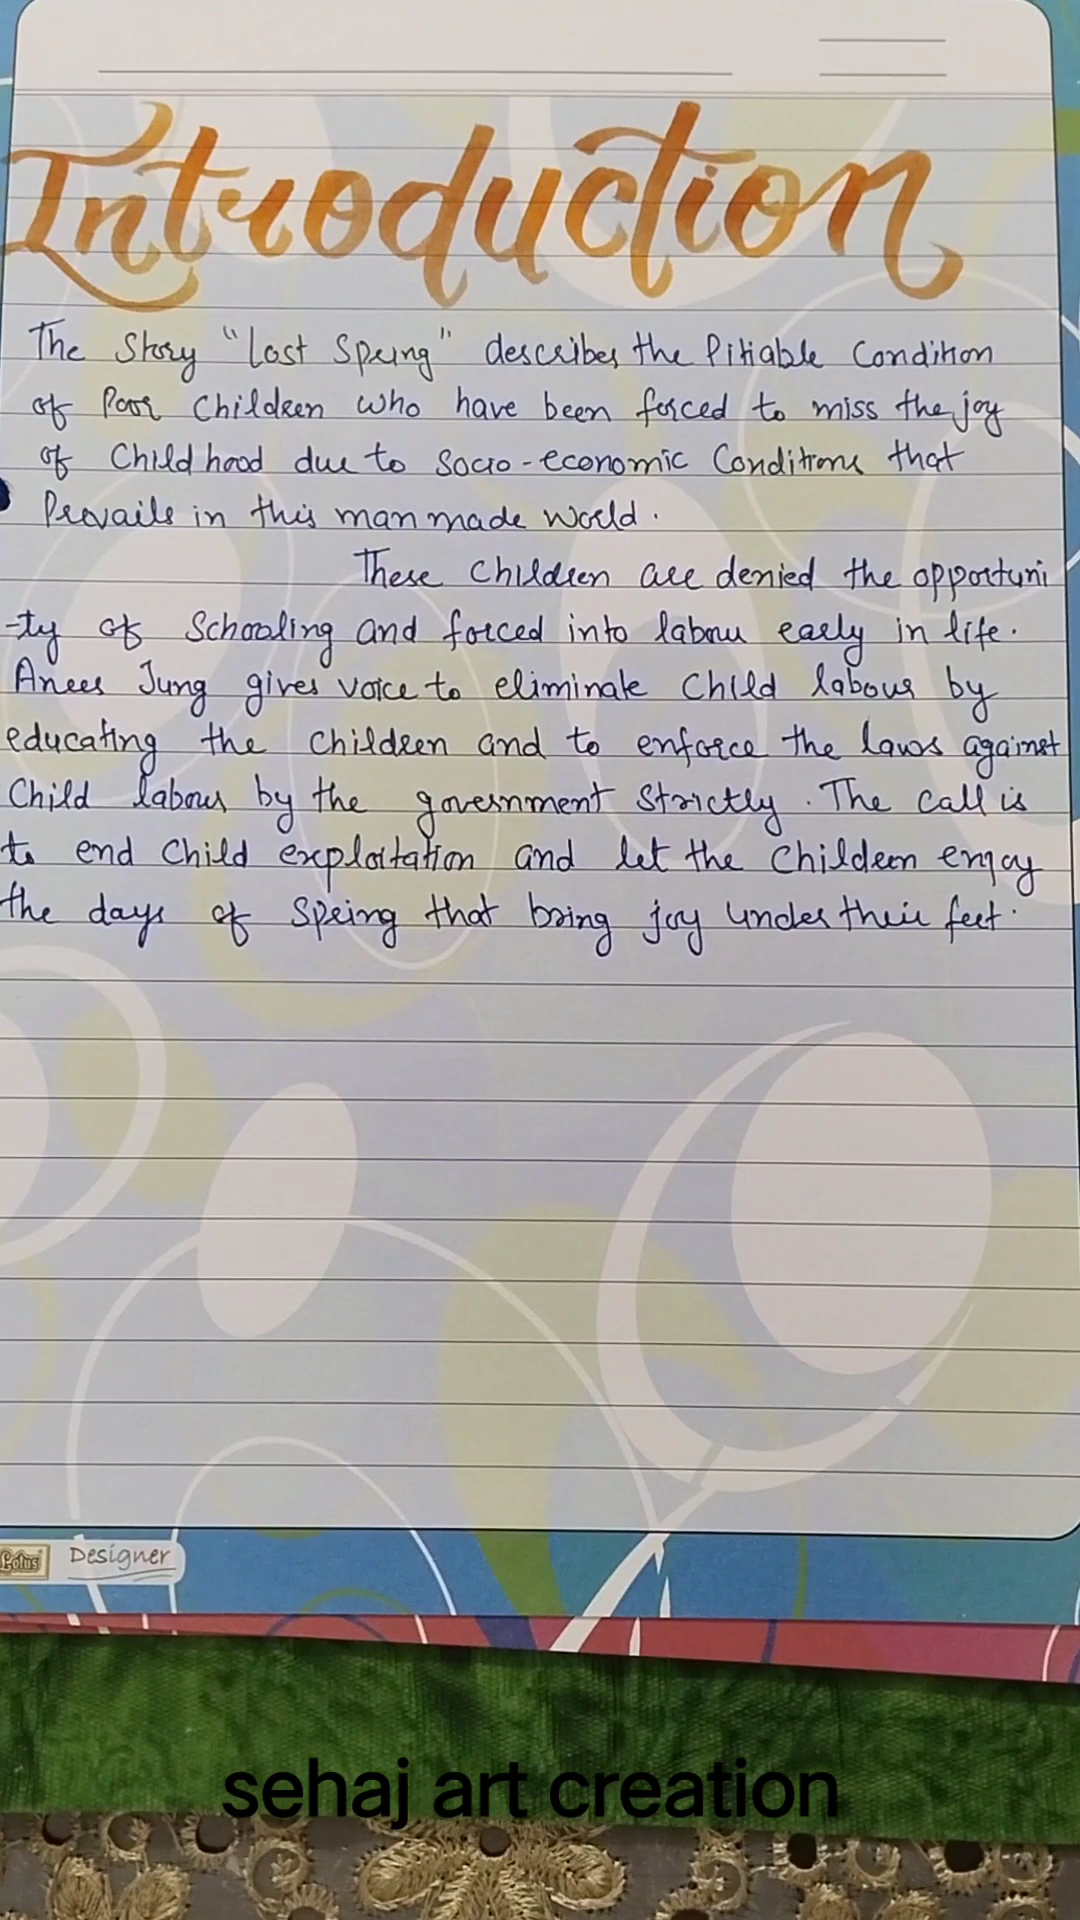 Introduction
The Story "Lost Spring" describes the Pitiable Condition
of Poor Children who have been forced to miss the joy
of Childhood due to socio-economic Conditions that
Prevails in this man made world.
These Children are denied the opportuni
-ty of Schooling and forced into labour early in life.
Anees Jung gives voice to eliminate Child labour by
educating the children and to enforce the laws against
Child labour by the government Strictly. The call is
to end Child exploitation and let the children enjoy
the days of Spring that bring joy under their feet.
Lotus Designer
sehaj art creation